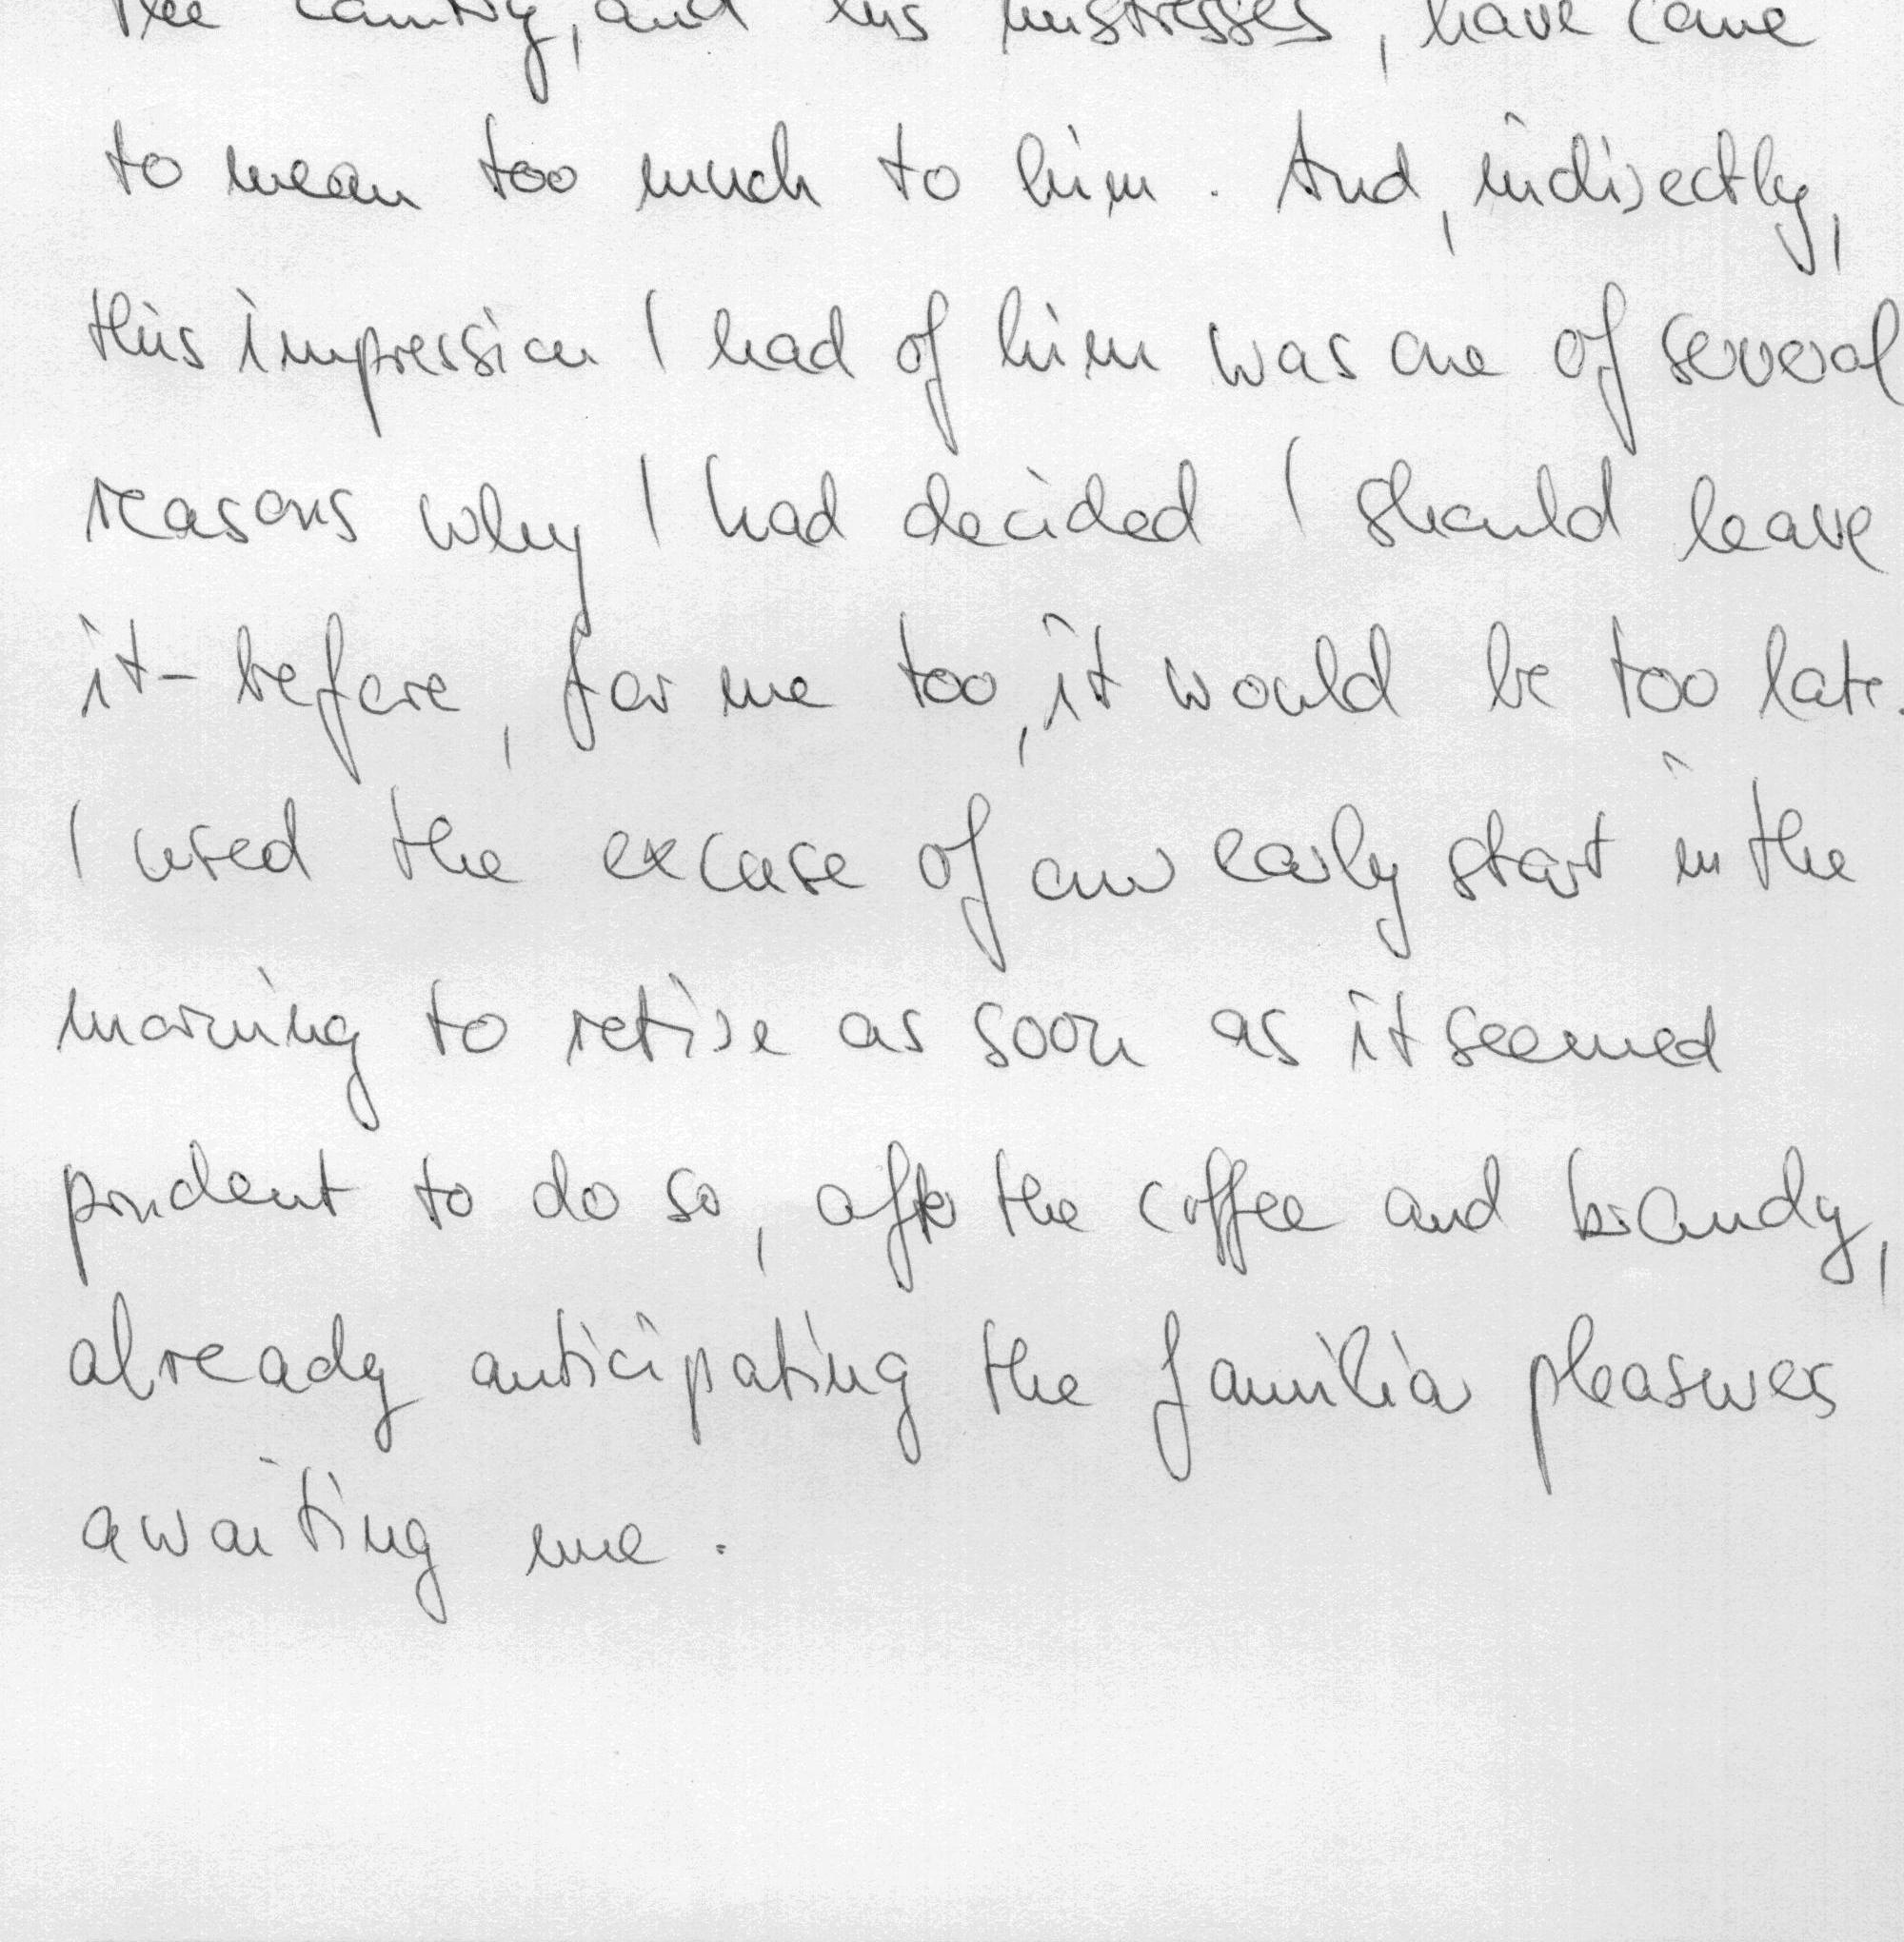 the country, and his mistresses, have come
to mean too much to him. And, indirectly,
this impression I had of him was one of several
reasons why I had decided I should leave
it- before, for me too, it would be too late.
I used the excuse of an early start in the
morning to retire as soon as it seemed
prudent to do so, after the coffee and brandy,
already anticipating the familiar pleasures
awaiting me.